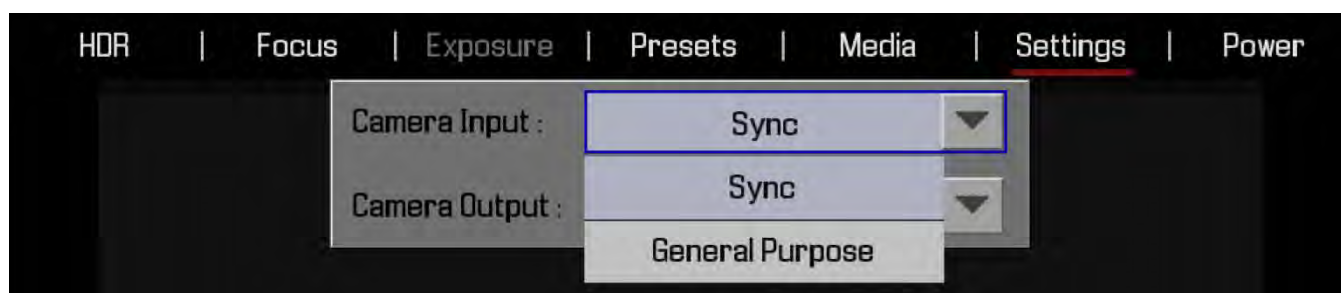 HDR | Focus | Exposure | Presets | Media | Settings | Power
Camera Input : Sync
Sync
Camera Output :
General Purpose